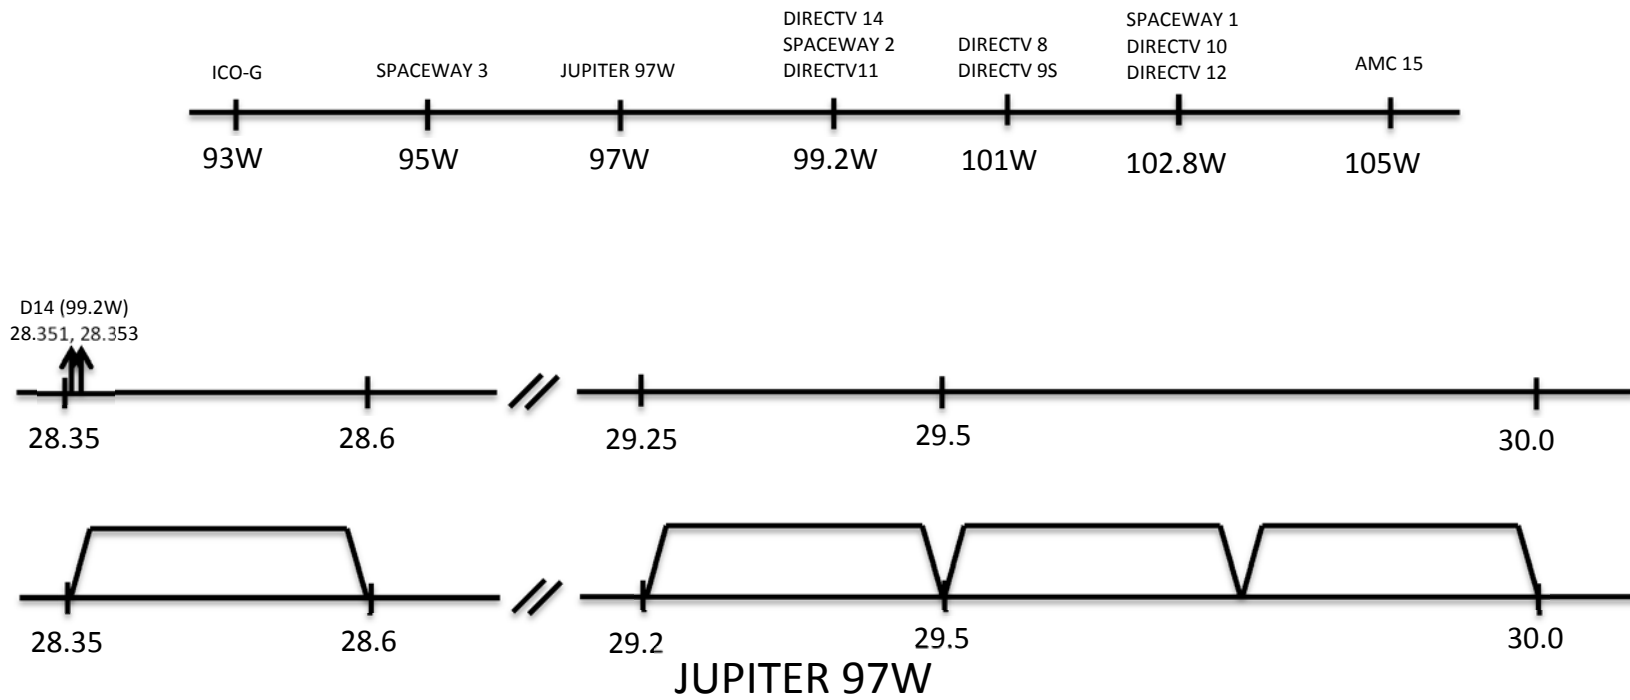 DIRECTV 14
SPACEWAY 2
DIRECTV11
DIRECTV 8
DIRECTV 9S
SPACEWAY 1
DIRECTV 10
DIRECTV 12
ICO-G
SPACEWAY 3
JUPITER 97W
AMC 15
93W
95W
97W
99.2W
101W
102.8W
105W
D14 (99.2W)
28.351, 28.353
28.35
28.6
29.25
29.5
30.0
28.35
28.6
29.2
29.5
30.0
JUPITER 97W